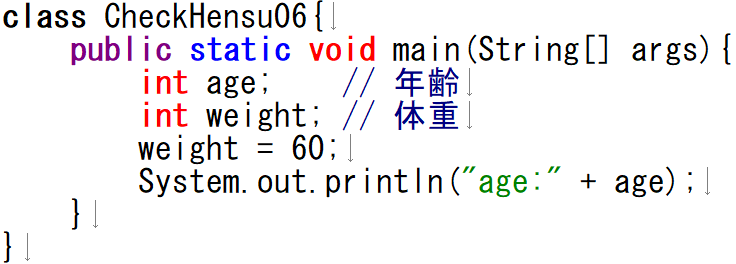 class CheckHensu06{
    public static void main(String[] args){
        int age;    // 年齢
        int weight; // 体重
        weight = 60;
        System.out.println("age:" + age);
    }
}